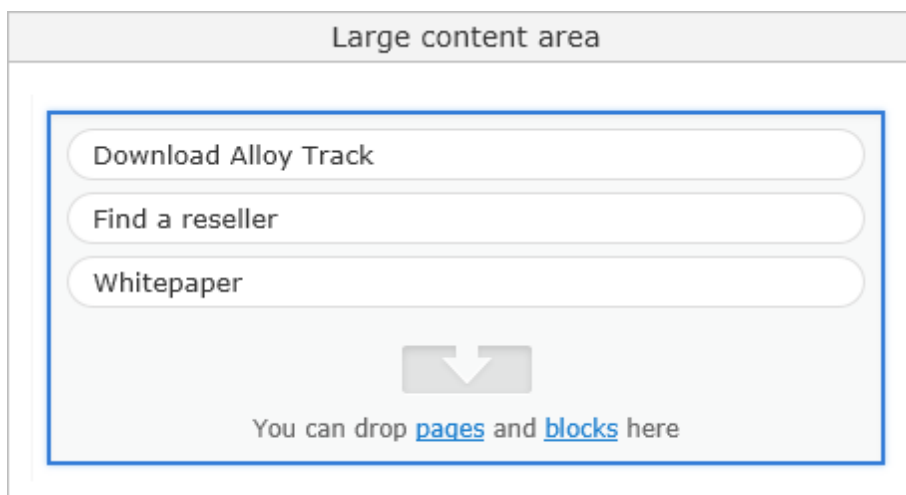 Large content area
Download Alloy Track
Find a reseller
Whitepaper
You can drop pages and blocks here